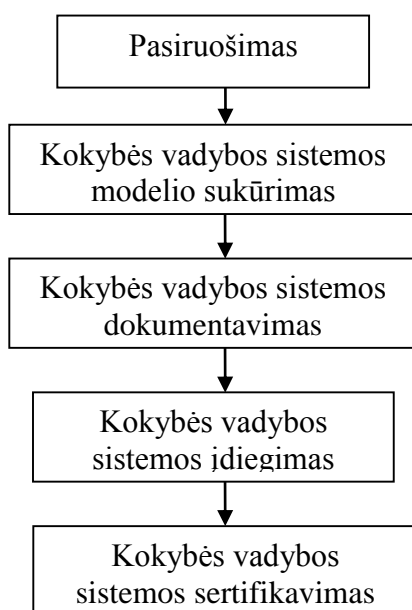 Pasiruošimas
Kokybės vadybos sistemos
modelio sukūrimas
Kokybės vadybos sistemos
dokumentavimas
Kokybės vadybos
sistemos įdiegimas
Kokybės vadybos
sistemos sertifikavimas